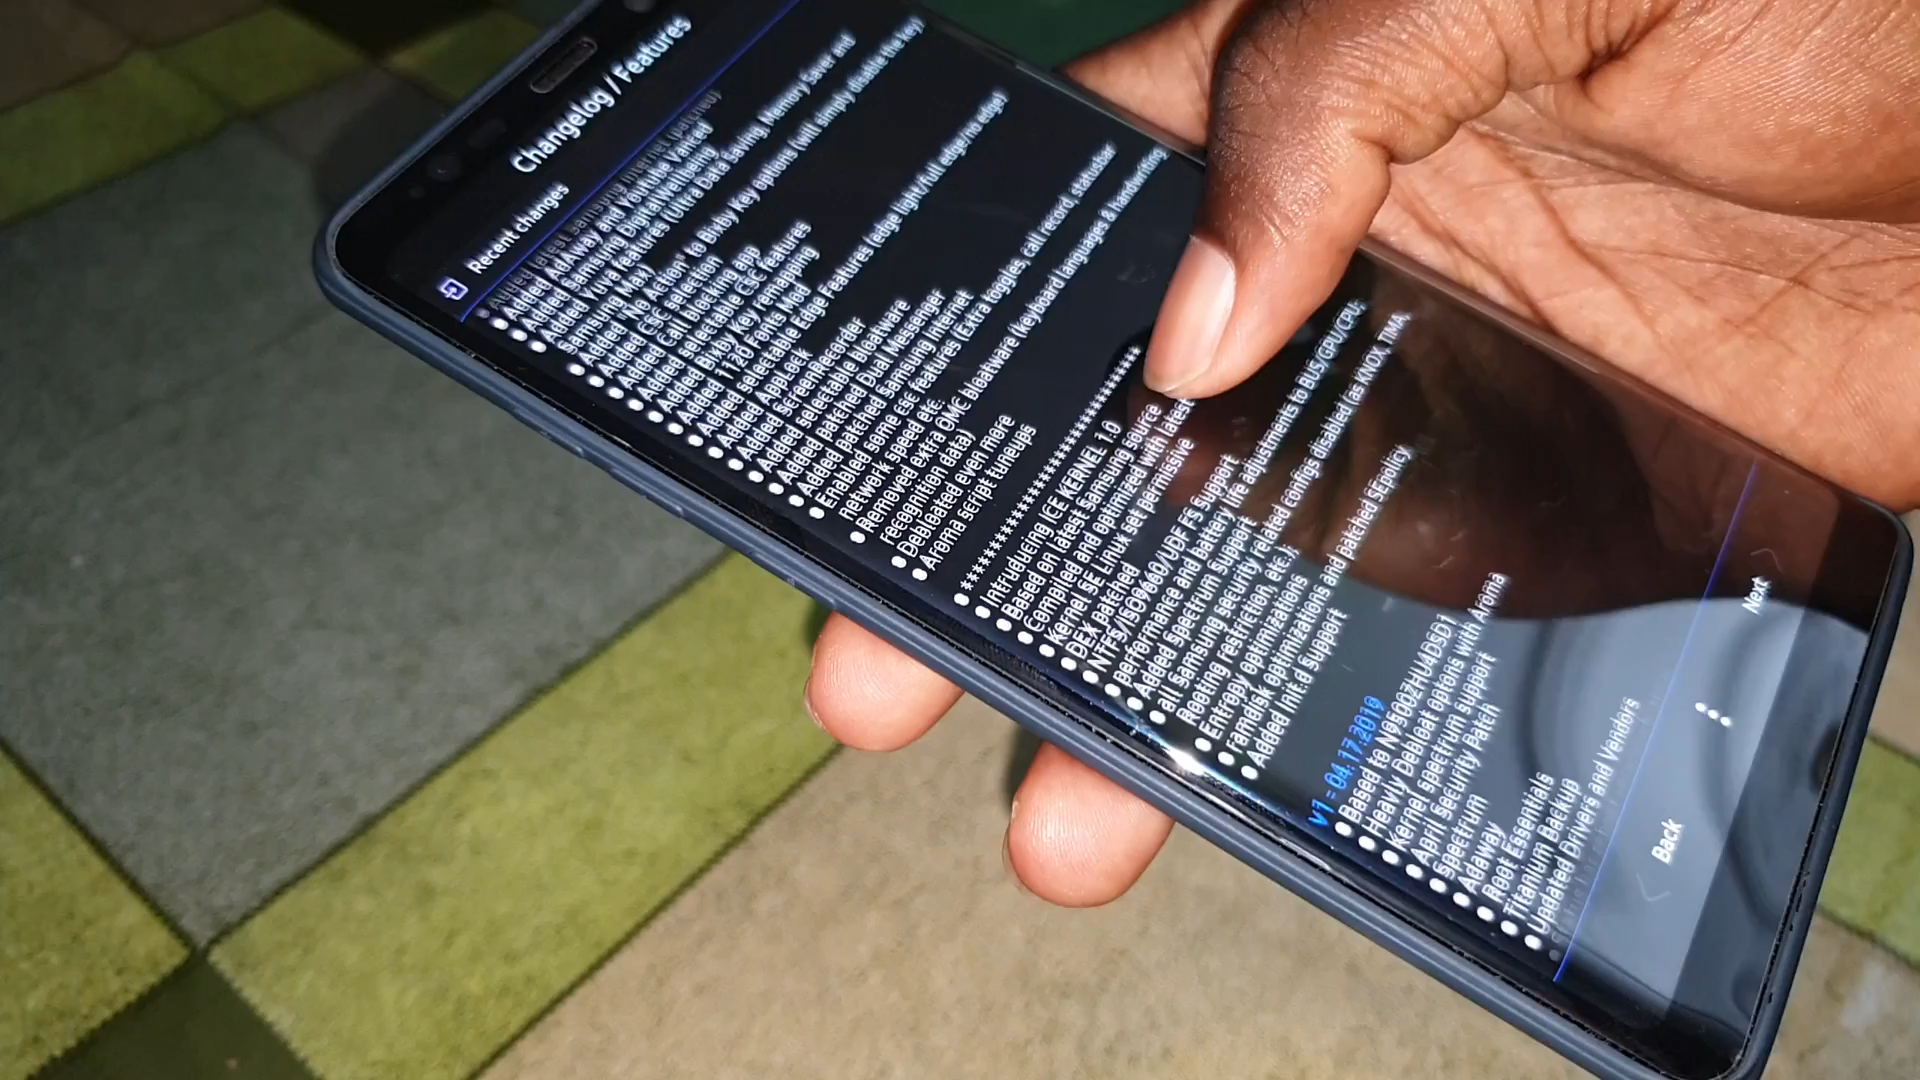 Changelog / Features
Recent changes
Added latest Samsung Internet (patched)
Added AdAway and Youtube Vanced
Added Samsung DigitalWellbeing
Added Ultra features (Ultra Data Saving, Memory Saver and
Samsung Max)
Added "No Action" to Bixby Key options (will simply disable the key)
Added CSC selection
Added Call blocking app
Added selectable CSC features
Added Bixby Key remapping
Added 1120 Fonts Mod
Added selectable Edge Features (edge light/full edge/no edge)
Added AppLock
Added ScreenRecorder
Added selectable bloatware
Added patched Dual Messenger
Added patched Samsung Internet
Enabled some csc features (Extra toggles, call record, statusbar
network speed etc.
Removed extra OMC bloatware (keyboard languages & handwriting
recognition data)
Debloated even more
Aroma script tuneups
Intruducing ICE KERNEL 1.0
Based on latest Samsung source
Compiled and optimized with latest
Kernel SE Linux set permissive
DEX patched
NTFS/ISO9660/UDF FS Support
performance and battery life adjustments to BUS/GPU/CPU,
Added Spectrum Support
all Samsung security related configs disabled (as KNOX, TIMA,
Rooting restriction, etc.),
Entropy optimizations
ramdisk optimizations and patched SEpolicy
Added Init.d Support
v1 = 04.17.2019
Based to N9500ZHU4DSD1
Heavily Debloat options with Aroma
Kernel spectrum support
April Security Patch
Spectrum
Adaway
Root Essentials
Titanium Backup
Updated Drivers and Vendors
Back
Next